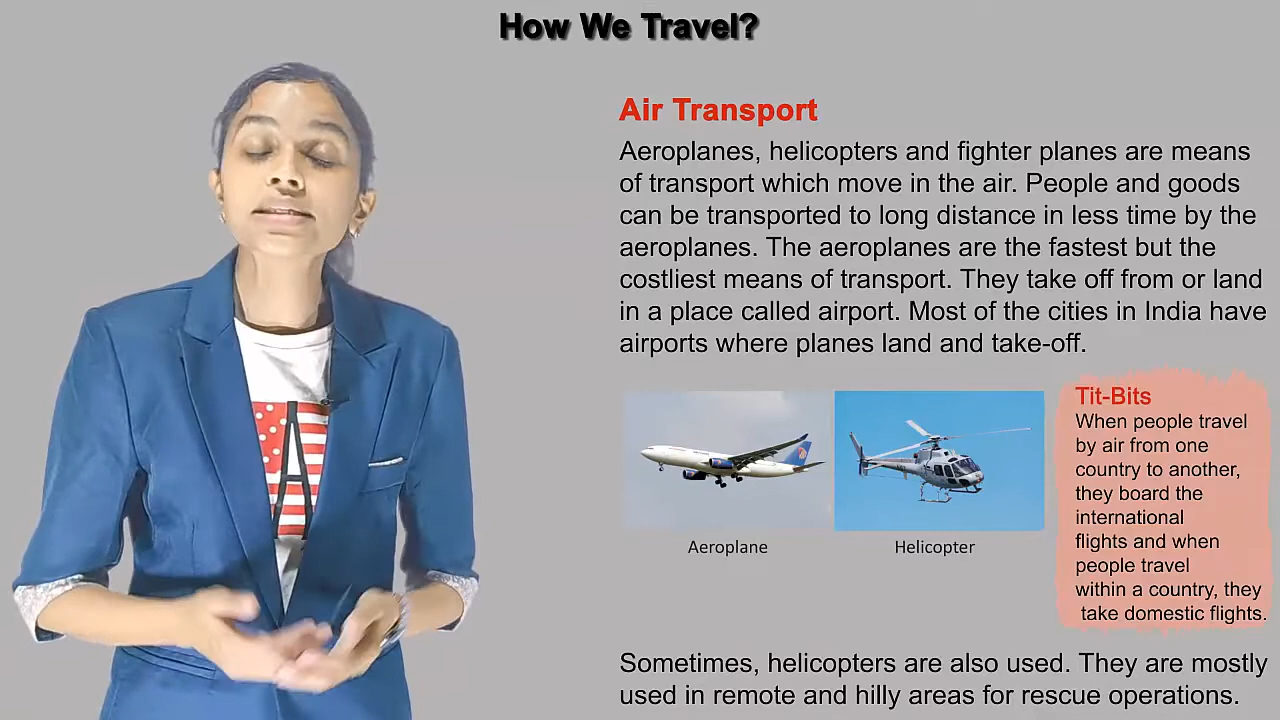 How We Travel?
Air Transport
Aeroplanes, helicopters and fighter planes are means
of transport which move in the air. People and goods
can be transported to long distance in less time by the
aeroplanes. The aeroplanes are the fastest but the
costliest means of transport. They take off from or land
in a place called airport. Most of the cities in India have
airports where planes land and take-off.
Aeroplane
Helicopter
Tit-Bits
When people travel
by air from one
country to another,
they board the
international
flights and when
people travel
within a country, they
take domestic flights.
Sometimes, helicopters are also used. They are mostly
used in remote and hilly areas for rescue operations.
A